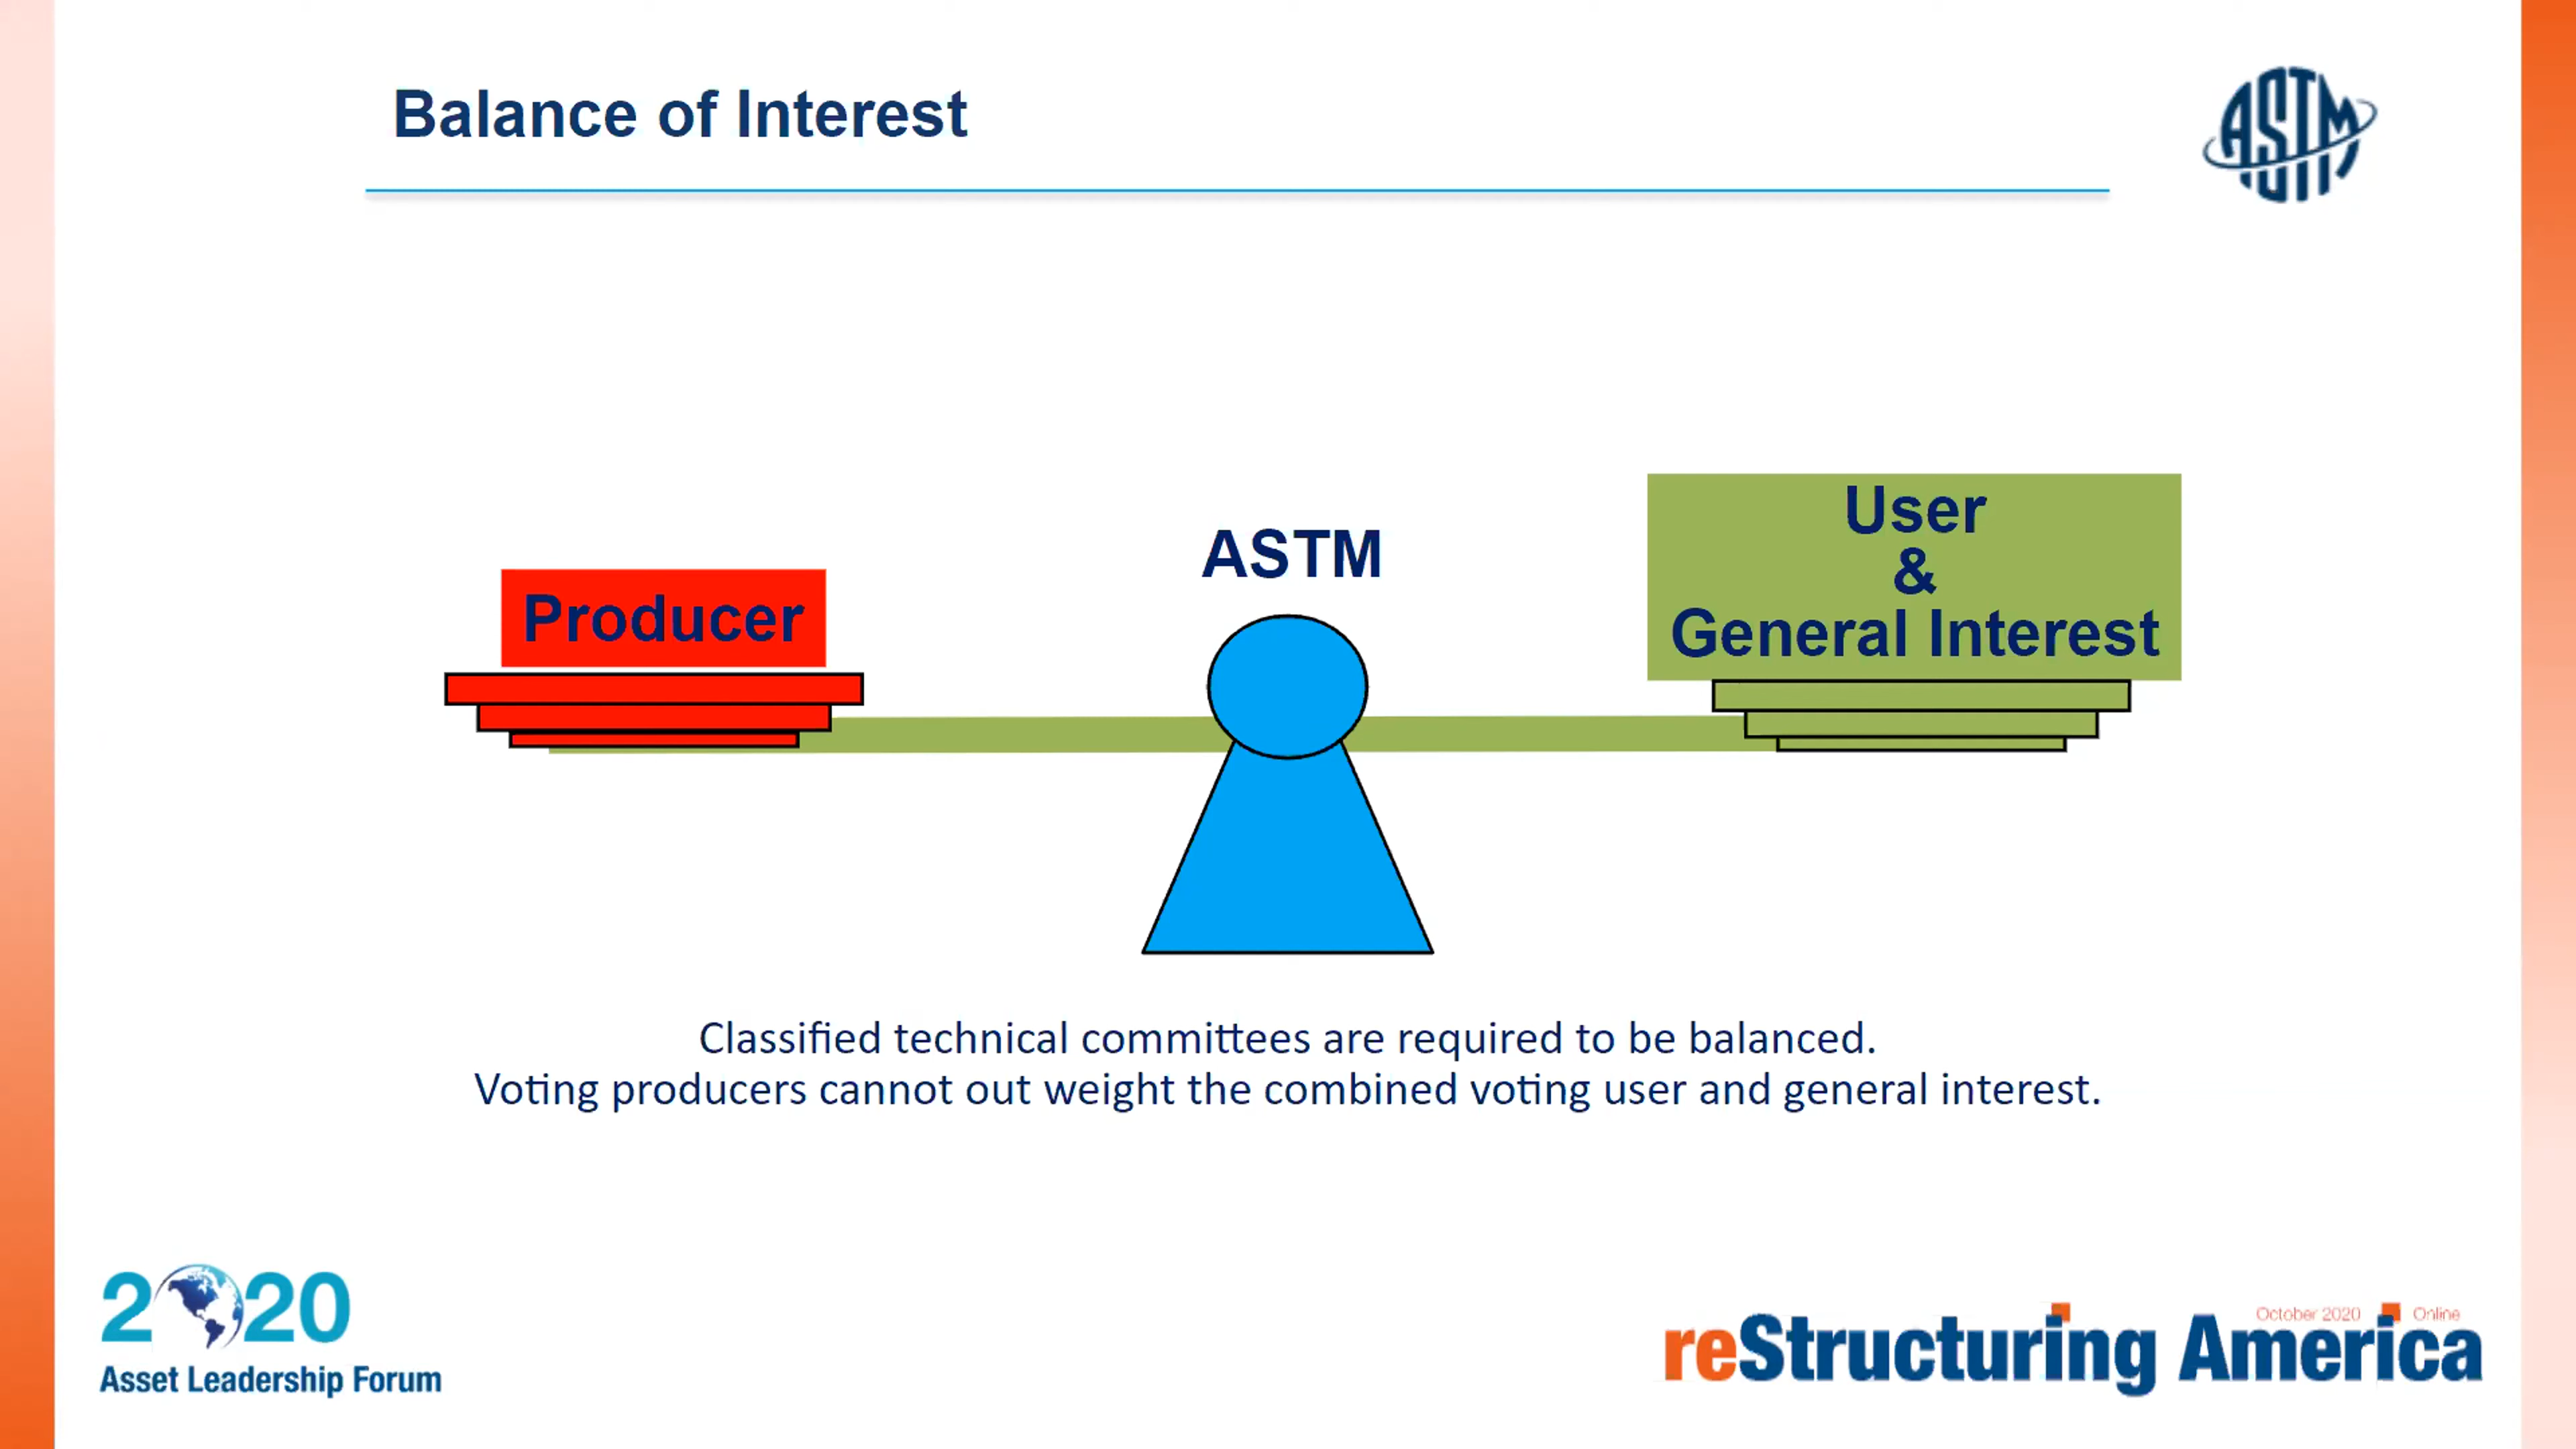 Balance of Interest
ASTM
User
&
General Interest
ASTM
Producer
Classified technical committees are required to be balanced.
Voting producers cannot out weight the combined voting user and general interest.
2020
Asset Leadership Forum
October 2020 Online
reStructuring America